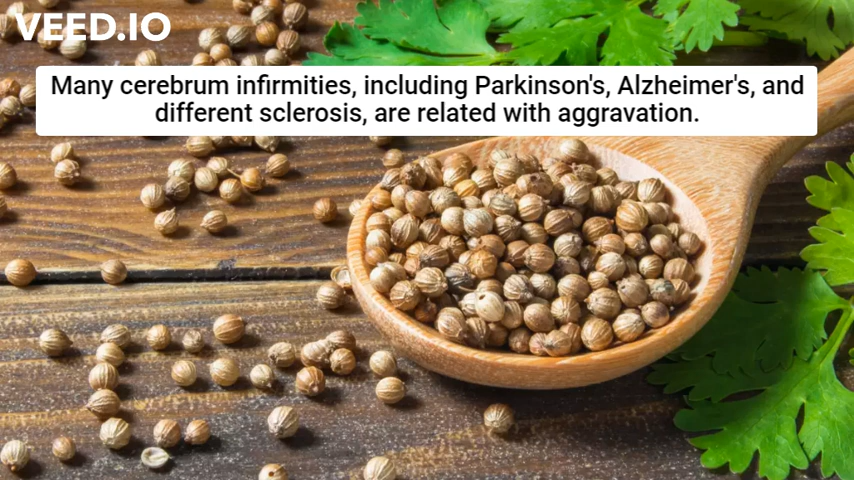 VEED.IO
Many cerebrum infirmities, including Parkinson's, Alzheimer's, and
different sclerosis, are related with aggravation.